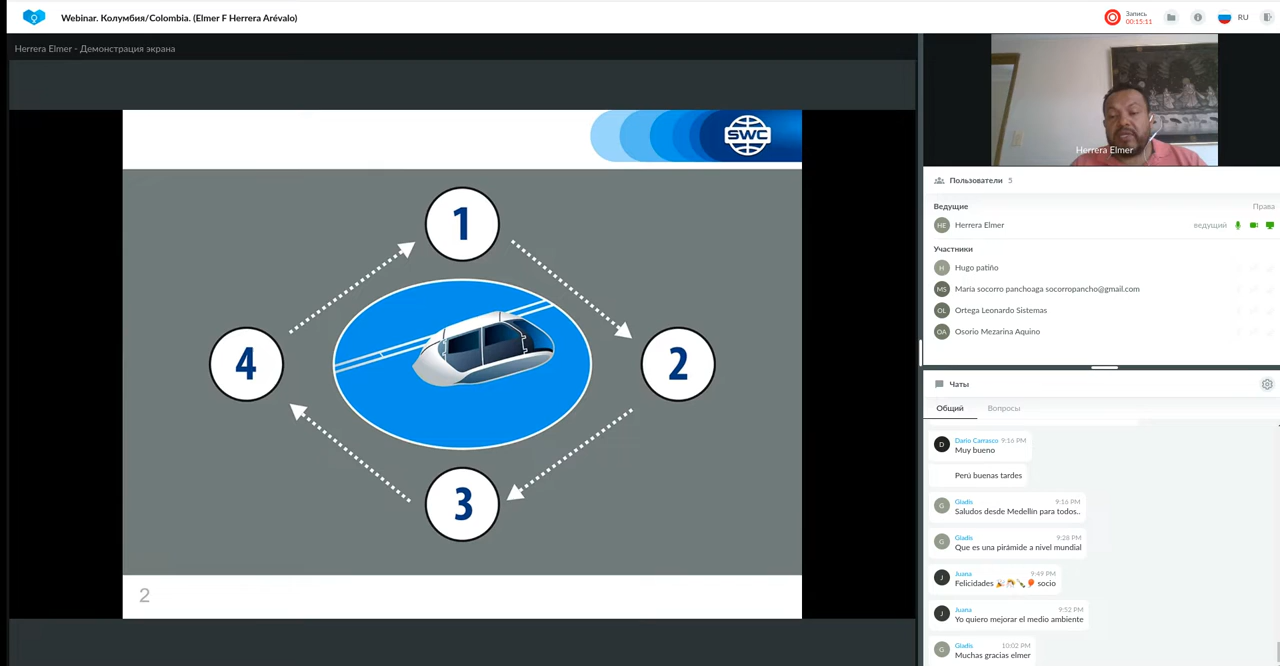 Webinar. Колумбия/Colombia. (Elmer F Herrera Arévalo)
Запись
00:15:11
RU
Herrera Elmer - Демонстрация экрана
SWC
1
4
2
3
2
Herrera Elmer
Пользователи 5
Ведущие Права
HE Herrera Elmer ведущий
Участники
H Hugo patiño
MS María socorro panchoaga socorropancho@gmail.com
OL Ortega Leonardo Sistemas
OA Osorio Mezarina Aquino
Чаты
Общий Вопросы
D Darío Carrasco 9:16 PM
Muy bueno
Perú buenas tardes
G Gladis 9:16 PM
Saludos desde Medellín para todos..
G Gladis 9:28 PM
Que es una pirámide a nivel mundial
J Juana 9:49 PM
Felicidades 🎉🎊🍾🎈 socio
J Juana 9:52 PM
Yo quiero mejorar el medio ambiente
G Gladis 10:02 PM
Muchas gracias elmer